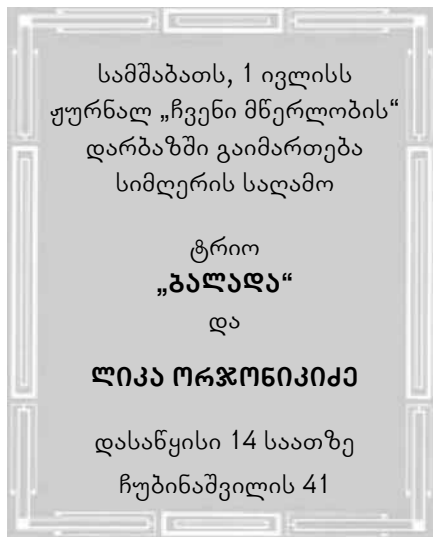 სამშაბათს, 1 ივლისს
ჟურნალ „ჩვენი მწერლობის“
დარბაზში გაიმართება
სიმღერის საღამო
ტრიო
„ბალადა“
და
ლიკა ორჯონიკიძე
დასაწყისი 14 საათზე
ჩუბინაშვილის 41